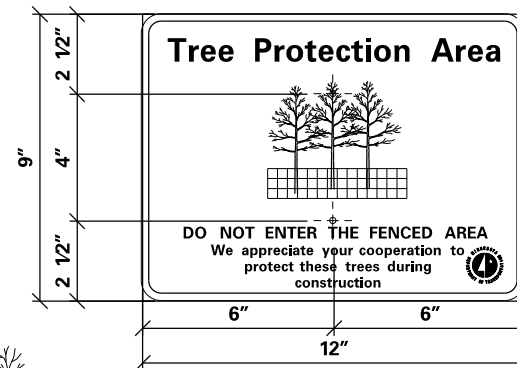 2 1/2"
Tree Protection Area
9"
4"
DO NOT ENTER THE FENCED AREA
We appreciate your cooperation to
protect these trees during
construction
2 1/2"
6"
6"
12"